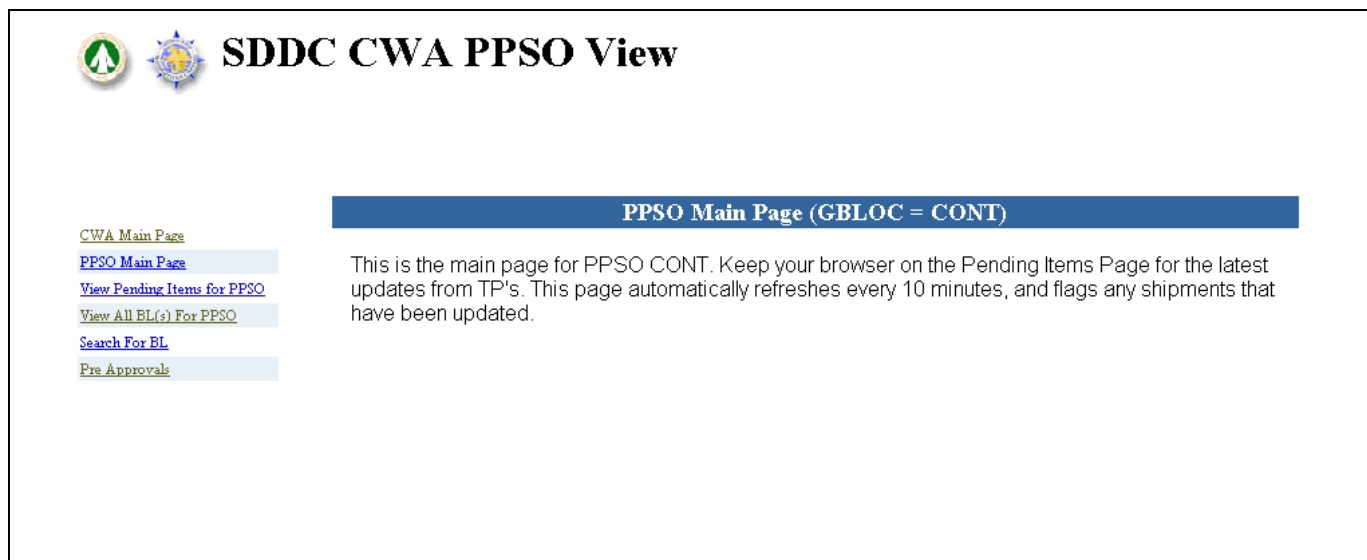 SDDC CWA PPSO View
PPSO Main Page (GBLOC = CONT)
CWA Main Page
PPSO Main Page
View Pending Items for PPSO
View All BL(s) For PPSO
Search For BL
Pre Approvals
This is the main page for PPSO CONT. Keep your browser on the Pending Items Page for the latest
updates from TP's. This page automatically refreshes every 10 minutes, and flags any shipments that
have been updated.